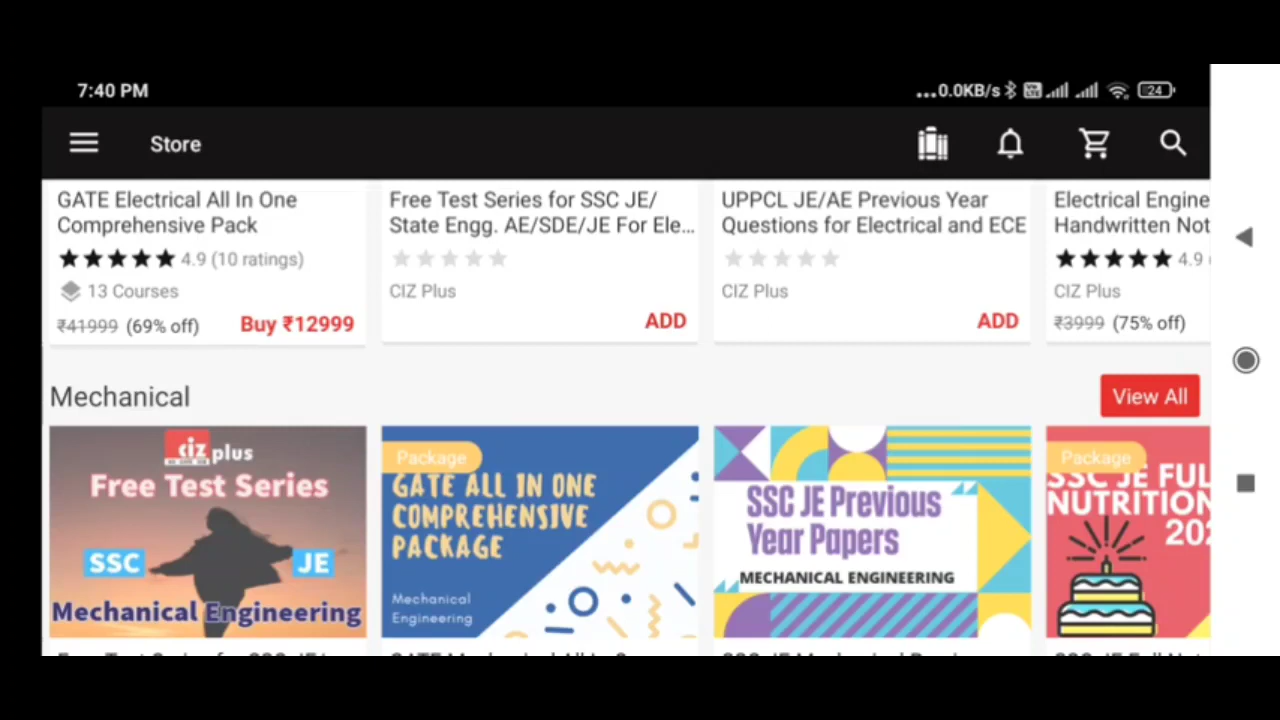 7:40 PM
...0.0KB/s
24
Store
GATE Electrical All In One
Comprehensive Pack
4.9 (10 ratings)
13 Courses
₹41999 (69% off)
Buy ₹12999
Free Test Series for SSC JE/
State Engg. AE/SDE/JE For Ele...
CIZ Plus
ADD
UPPCL JE/AE Previous Year
Questions for Electrical and ECE
CIZ Plus
ADD
Electrical Engine
Handwritten Not
4.9
CIZ Plus
₹3999 (75% off)
Mechanical
View All
ciz plus
Free Test Series
SSC
JE
Mechanical Engineering
Package
GATE ALL IN ONE
COMPREHENSIVE
PACKAGE
Mechanical
Engineering
SSC JE Previous
Year Papers
MECHANICAL ENGINEERING
Package
SSC JE FUL
NUTRITION
202